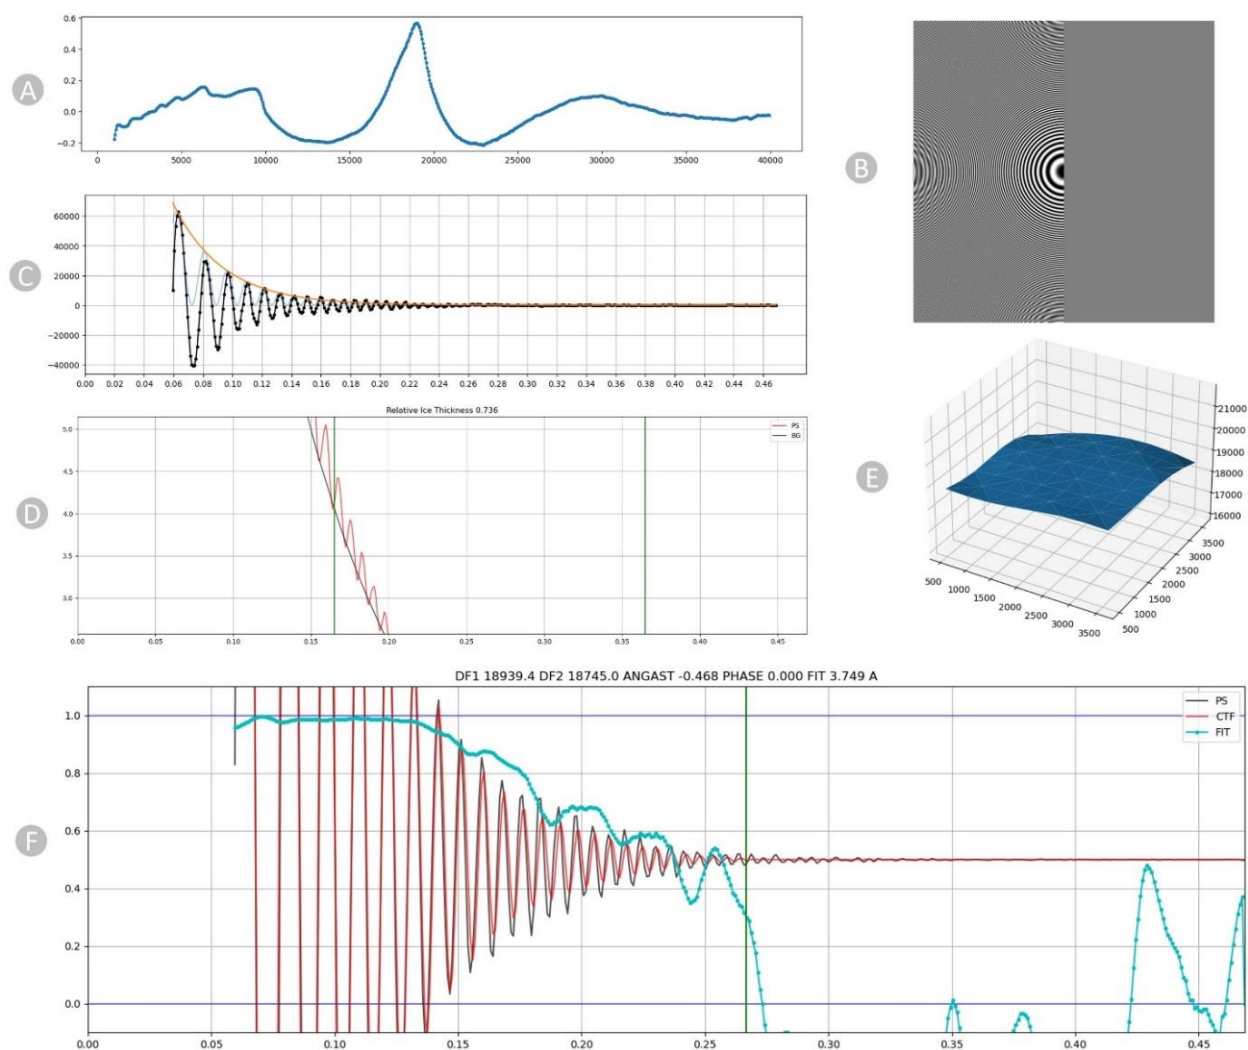 A
0.6
0.4
0.2
0.0
−0.2
0 5000 10000 15000 20000 25000 30000 35000 40000
B
C
60000
40000
20000
0
−20000
−40000
0.00 0.02 0.04 0.06 0.08 0.10 0.12 0.14 0.16 0.18 0.20 0.22 0.24 0.26 0.28 0.30 0.32 0.34 0.36 0.38 0.40 0.42 0.44 0.46
D
Relative Ice Thickness 0.736
PS
BG
5.0
4.5
4.0
3.5
3.0
0.00 0.05 0.10 0.15 0.20 0.25 0.30 0.35 0.40 0.45
E
21000
20000
19000
18000
17000
16000
3500
3000
2500
2000
1500
1000
500
500 1000 1500 2000 2500 3000 3500
F
DF1 18939.4 DF2 18745.0 ANGAST -0.468 PHASE 0.000 FIT 3.749 A
PS
CTF
FIT
1.0
0.8
0.6
0.4
0.2
0.0
0.00 0.05 0.10 0.15 0.20 0.25 0.30 0.35 0.40 0.45